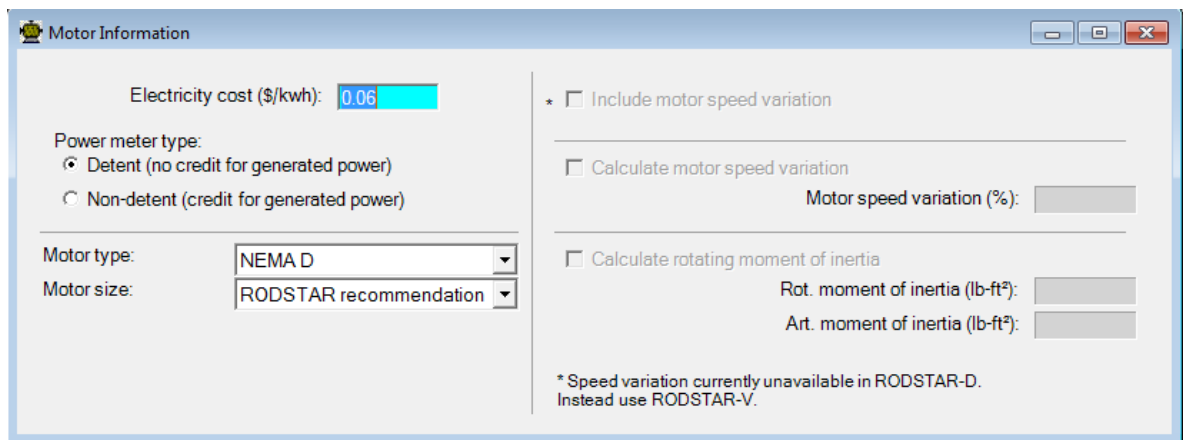 Motor Information
Electricity cost ($/kwh): 0.06
Power meter type:
Detent (no credit for generated power)
Non-detent (credit for generated power)
Motor type: NEMA D
Motor size: RODSTAR recommendation
* Include motor speed variation
Calculate motor speed variation
Motor speed variation (%):
Calculate rotating moment of inertia
Rot. moment of inertia (lb-ft²):
Art. moment of inertia (lb-ft²):
* Speed variation currently unavailable in RODSTAR-D.
Instead use RODSTAR-V.